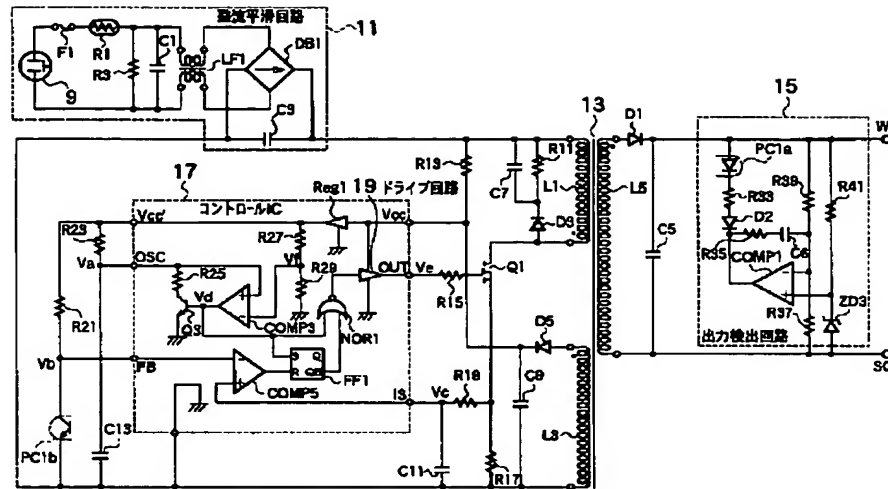 整流平滑回路
11
F1
R1
C1
R3
LF1
DB1
9
C3
13
D1
15
W
R13
C7
R11
L1
L5
PC1a
R33
R39
R41
D2
R35
C6
COMP1
C5
D3
ZD3
R37
出力検出回路
SG
17
コントロールIC
Reg1
19
ドライブ回路
Vcc'
Vcc
R23
R27
Va
OSC
Vf
R25
R29
OUT
Ve
Q1
R15
Vd
Q3
COMP3
NOR1
R21
Vb
FB
S
Q
R
QB
FF1
COMP5
IS
Vc
R19
D5
C9
L3
PC1b
C13
C11
R17